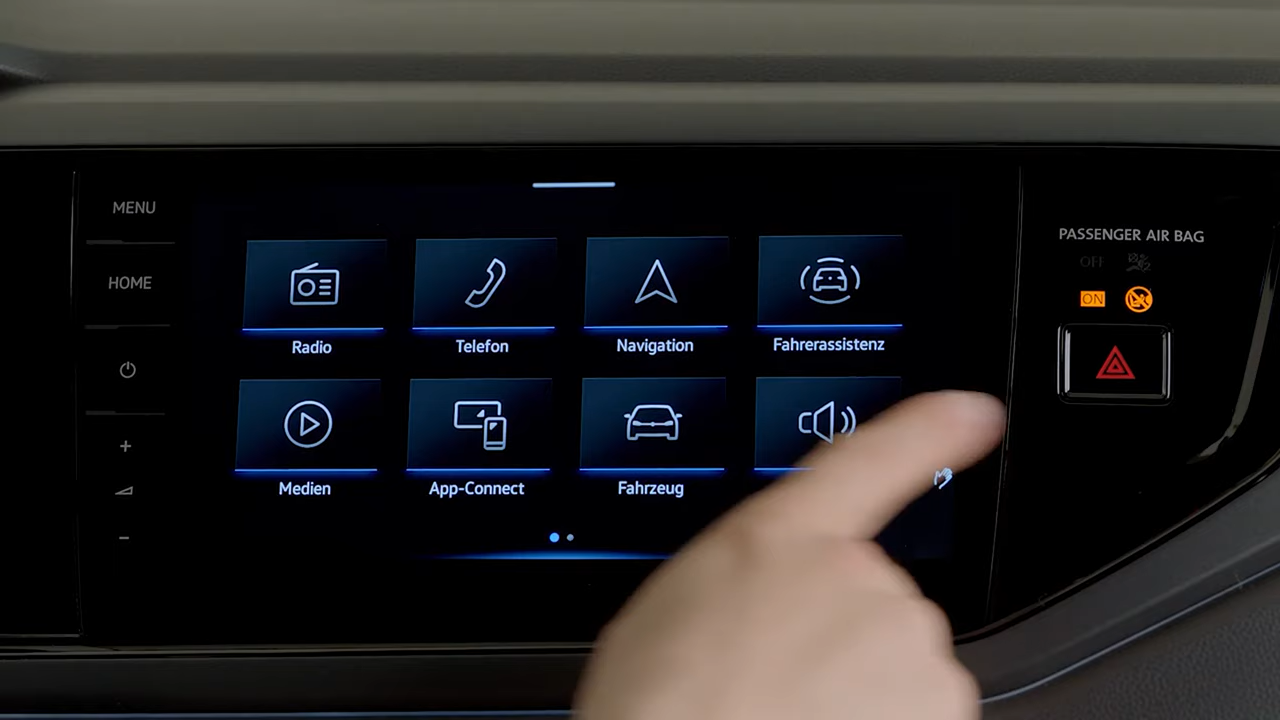 MENU
HOME
Radio
Telefon
Navigation
Fahrerassistenz
Medien
App-Connect
Fahrzeug
PASSENGER AIR BAG
OFF
ON